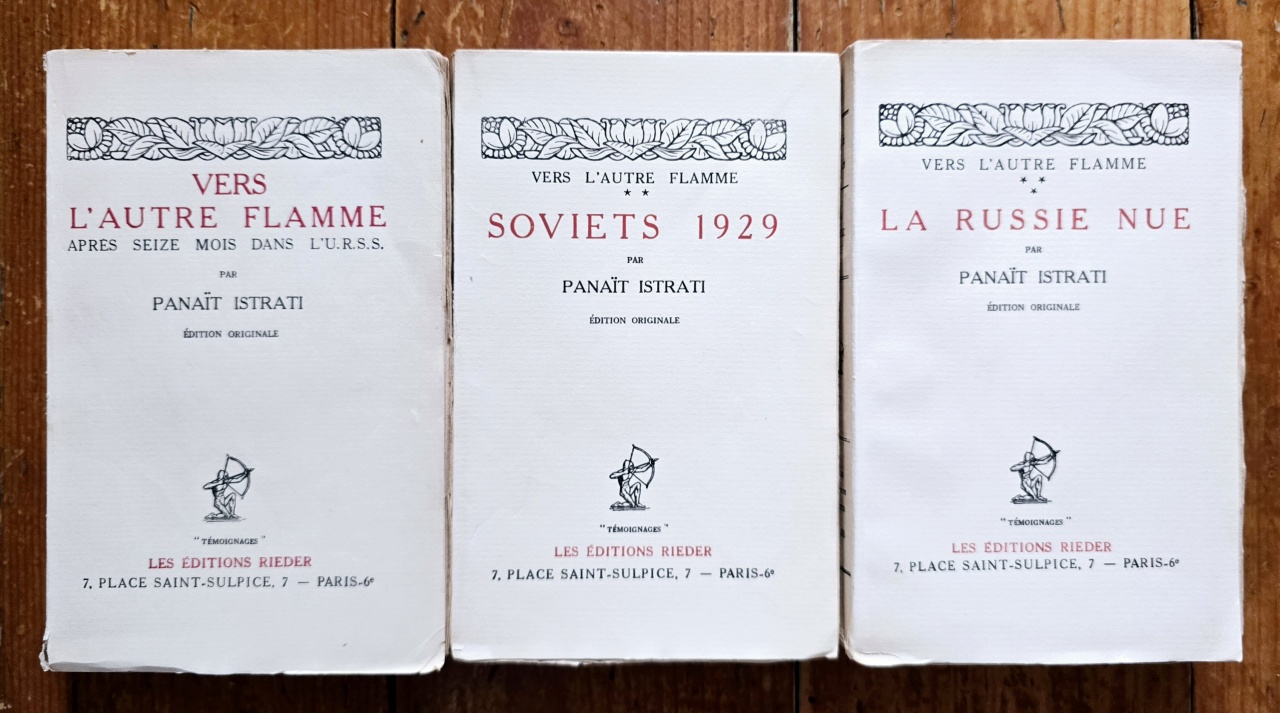 VERS
L'AUTRE FLAMME
APRÈS SEIZE MOIS DANS L'U.R.S.S.
PAR
PANAÏT ISTRATI
ÉDITION ORIGINALE
"TÉMOIGNAGES"
LES ÉDITIONS RIEDER
7, PLACE SAINT-SULPICE, 7 — PARIS-6e
VERS L'AUTRE FLAMME
★ ★
SOVIETS 1929
PAR
PANAÏT ISTRATI
ÉDITION ORIGINALE
"TÉMOIGNAGES"
LES ÉDITIONS RIEDER
7, PLACE SAINT-SULPICE, 7 — PARIS-6e
VERS L'AUTRE FLAMME
★ ★
★
LA RUSSIE NUE
PAR
PANAÏT ISTRATI
ÉDITION ORIGINALE
"TÉMOIGNAGES"
LES ÉDITIONS RIEDER
7, PLACE SAINT-SULPICE, 7 — PARIS-6e